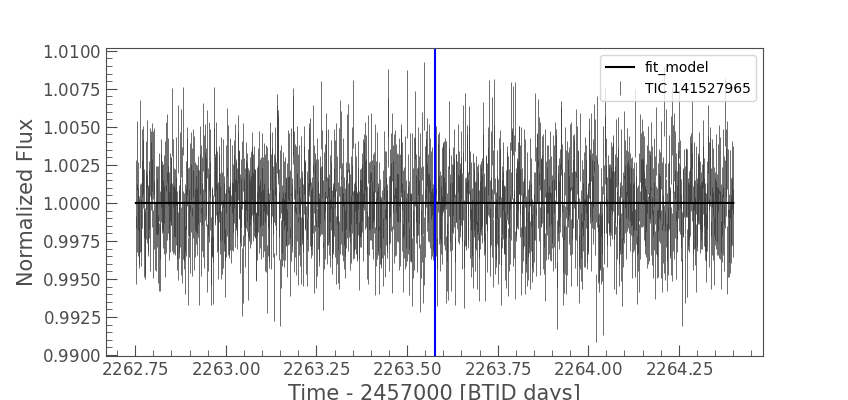 1.0100
1.0075
1.0050
1.0025
1.0000
0.9975
0.9950
0.9925
0.9900
Normalized Flux
fit_model
TIC 141527965
2262.75 2263.00 2263.25 2263.50 2263.75 2264.00 2264.25
Time - 2457000 [BTJD days]